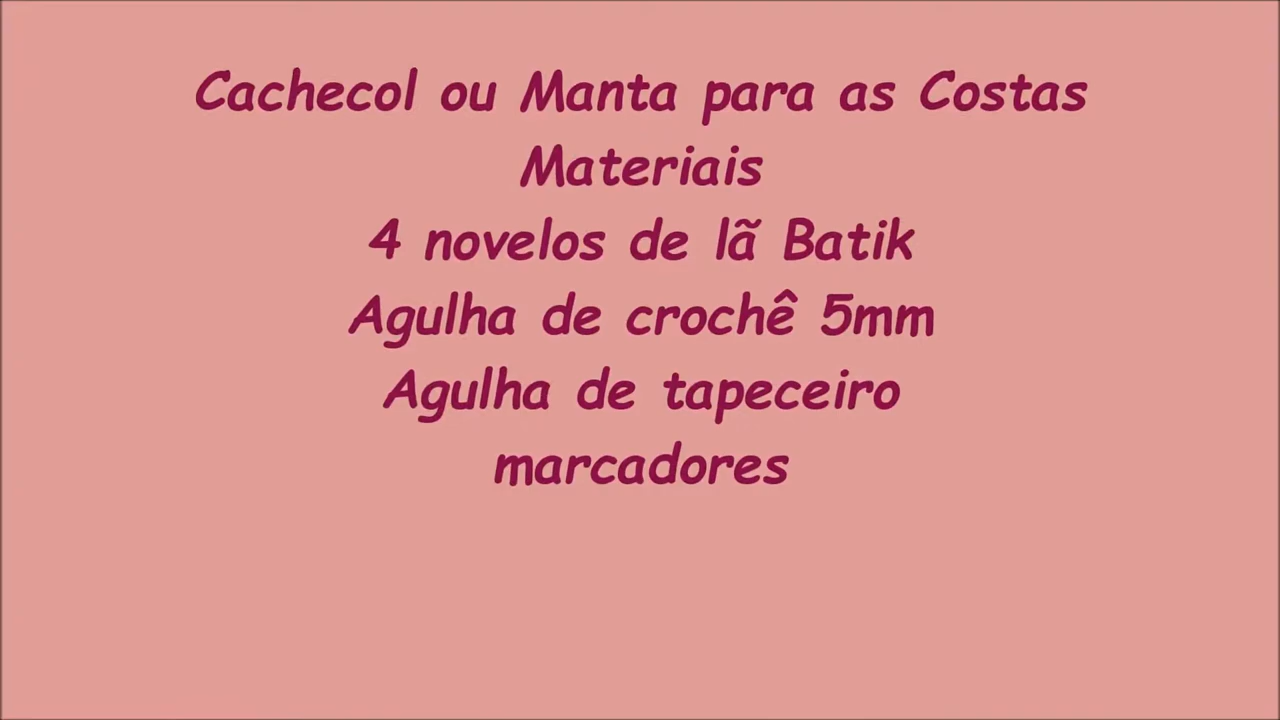 Cachecol ou Manta para as Costas
Materiais
4 novelos de lã Batik
Agulha de crochê 5mm
Agulha de tapeceiro
marcadores